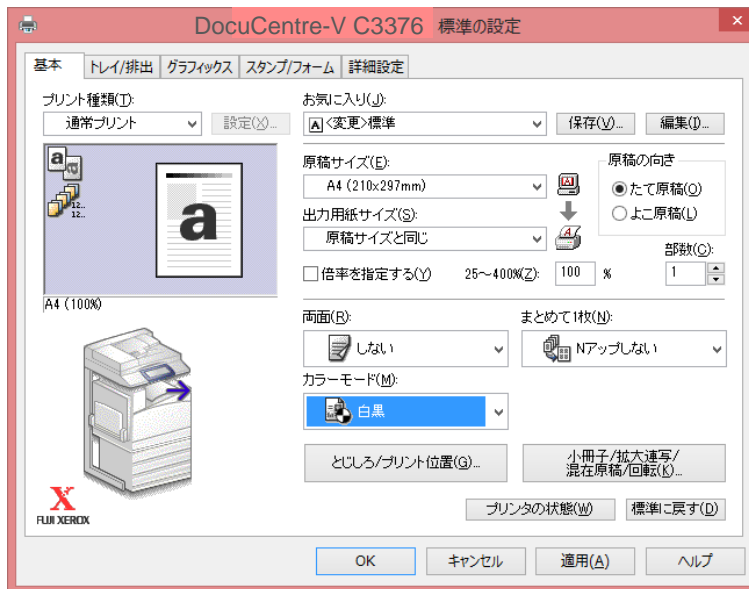 DocuCentre-V C3376 標準の設定
基本 トレイ/排出 グラフィックス スタンプ/フォーム 詳細設定
プリント種類(T):
通常プリント 設定(X)...
お気に入り(J):
A <変更>標準 保存(V)... 編集(I)...
a a
12..
12..
a
A4 (100%)
原稿サイズ(E):
A4 (210x297mm)
原稿の向き
たて原稿(O)
よこ原稿(L)
出力用紙サイズ(S):
原稿サイズと同じ
部数(C):
倍率を指定する(Y) 25～400%(Z): 100 % 1
両面(R): まとめて1枚(N):
しない Nアップしない
カラーモード(M):
白黒
とじしろ/プリント位置(G)... 小冊子/拡大連写/
混在原稿/回転(K)...
X
FUJI XEROX
プリンタの状態(W) 標準に戻す(D)
OK キャンセル 適用(A) ヘルプ